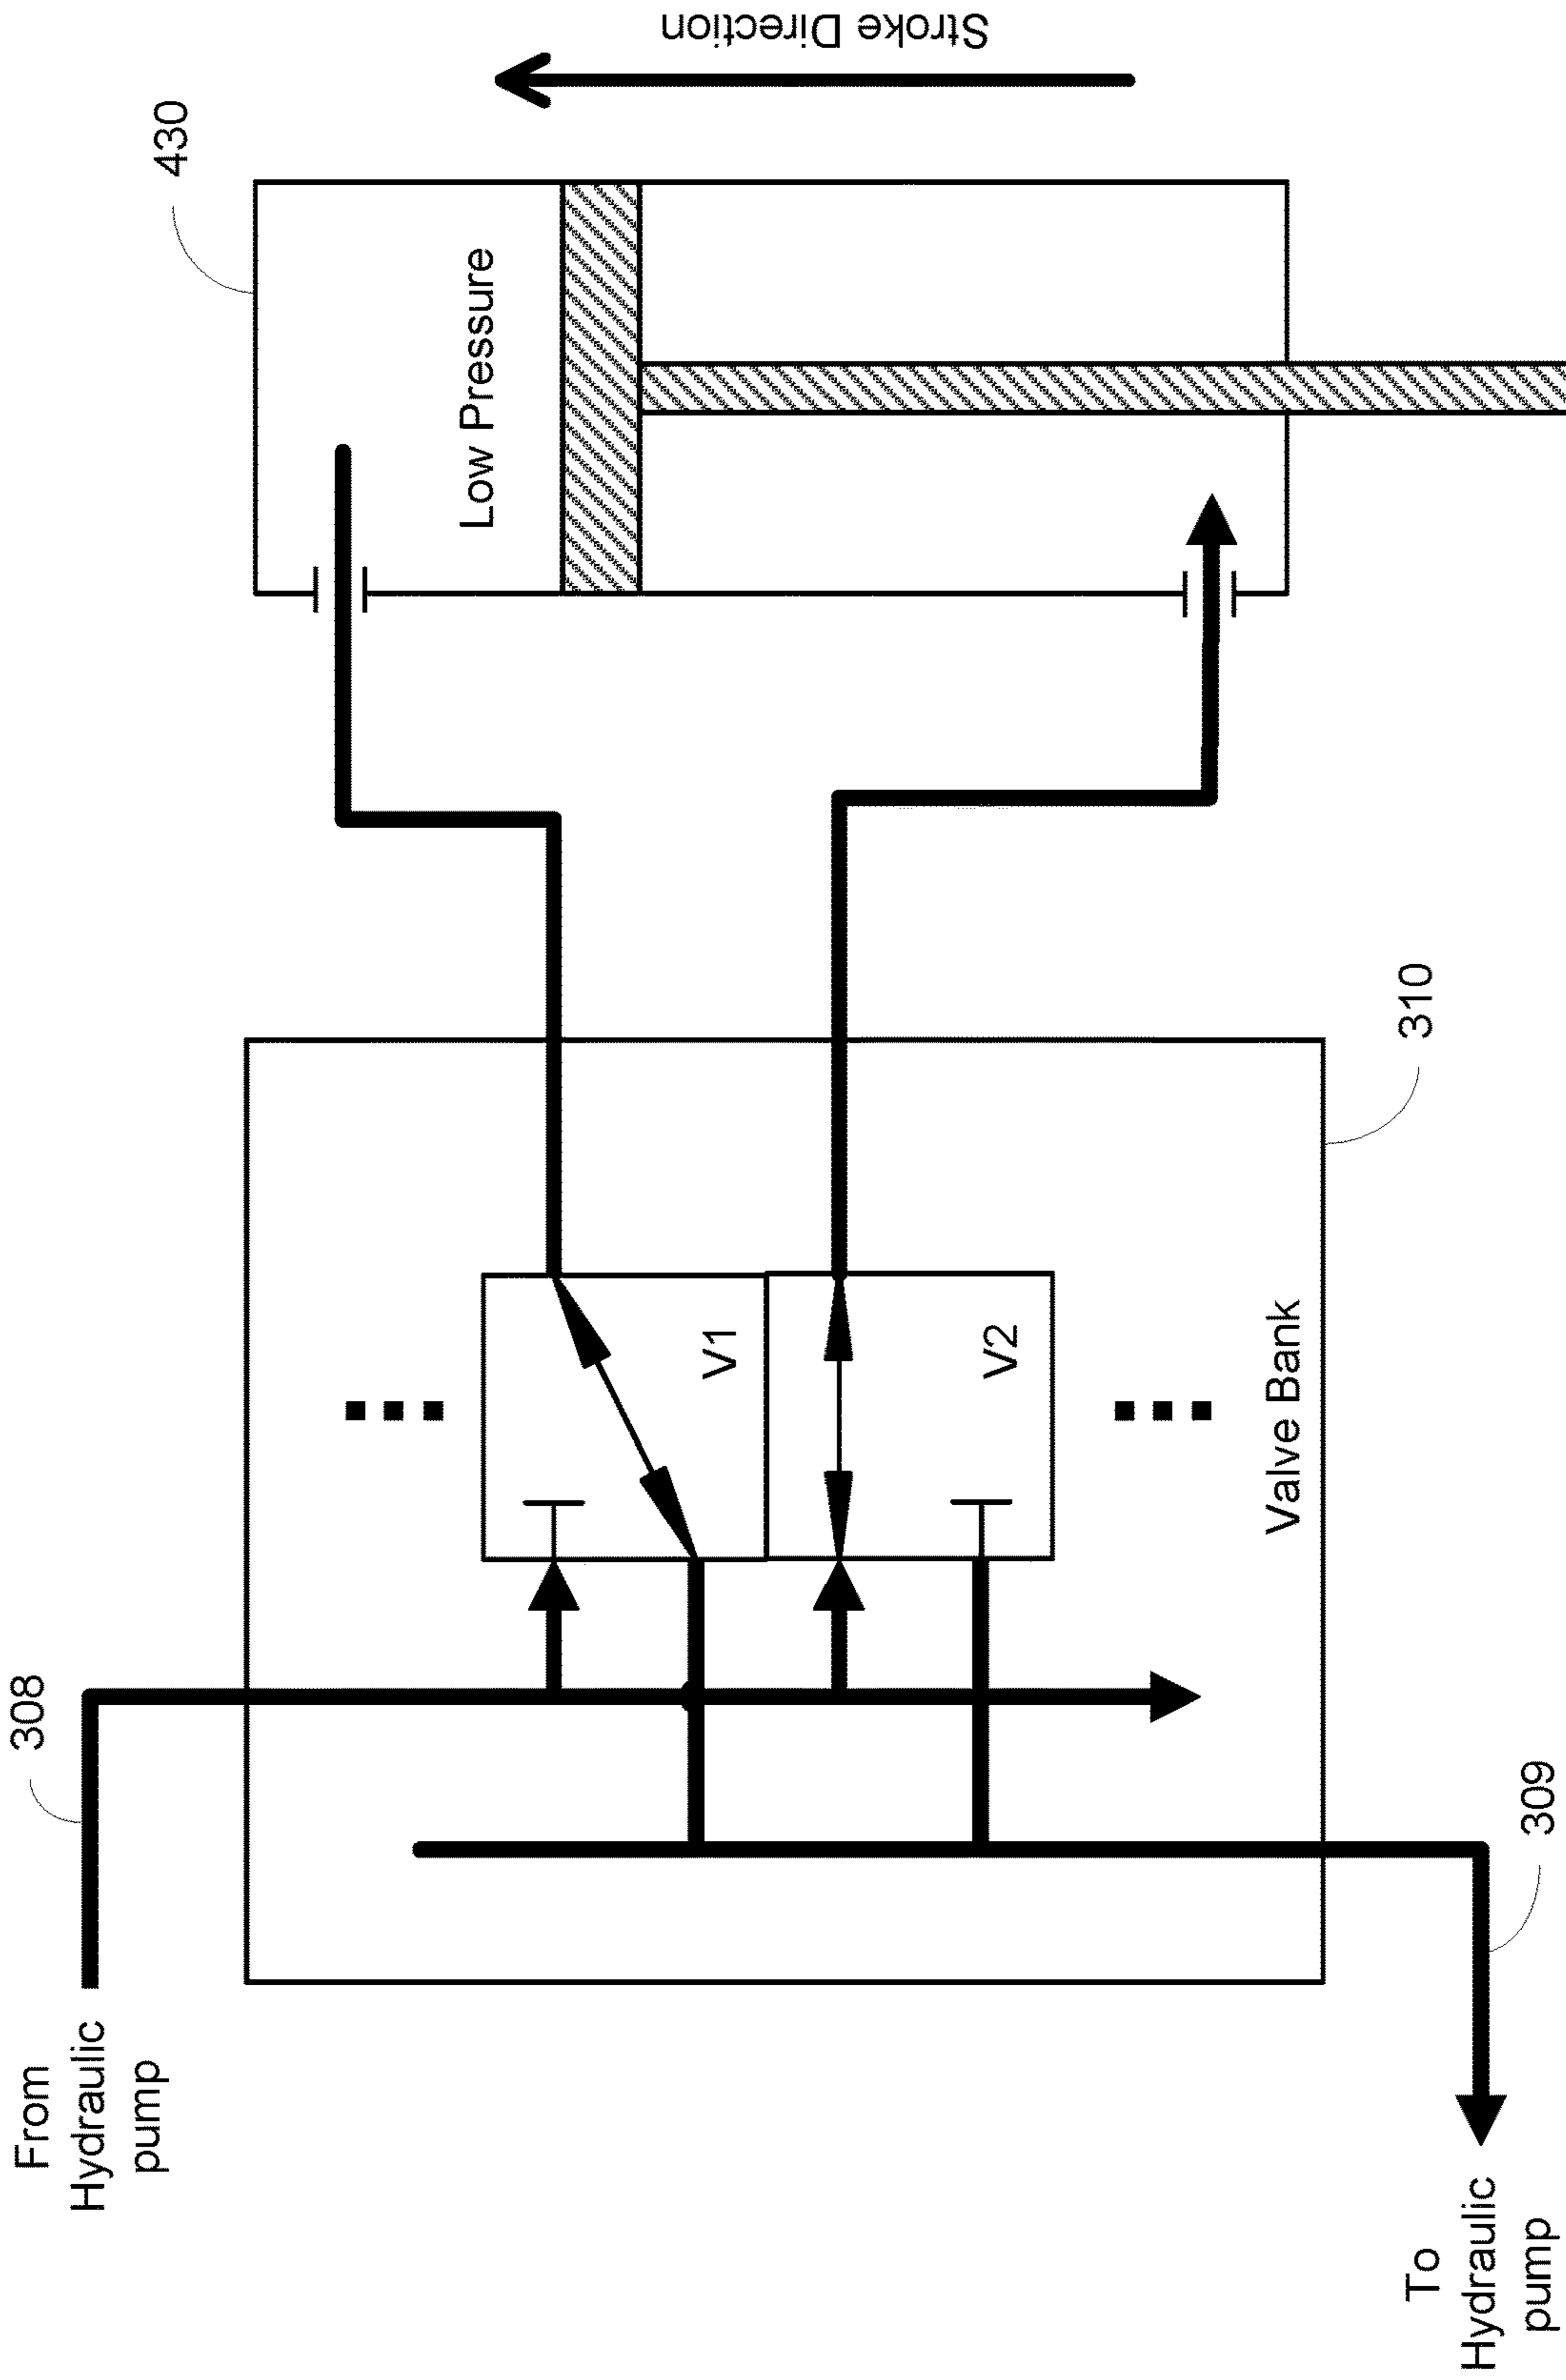 From
Hydraulic
pump
308
430
Low Pressure
Stroke Direction
V1
V2
Valve Bank
310
309
To
Hydraulic
pump